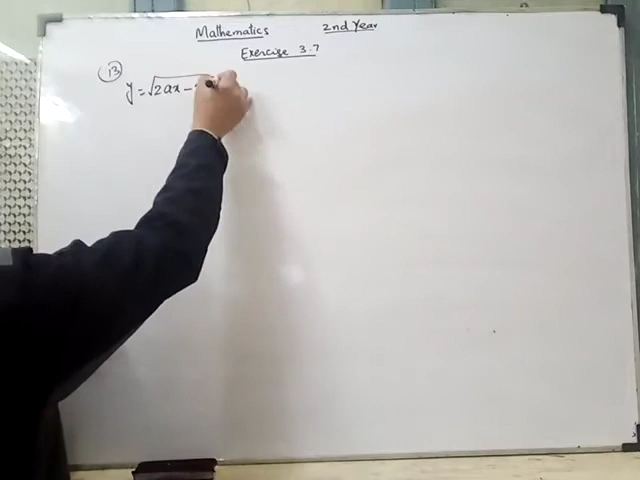 Mathematics 2nd Year
Exercise 3.7
13 y = √2ax -